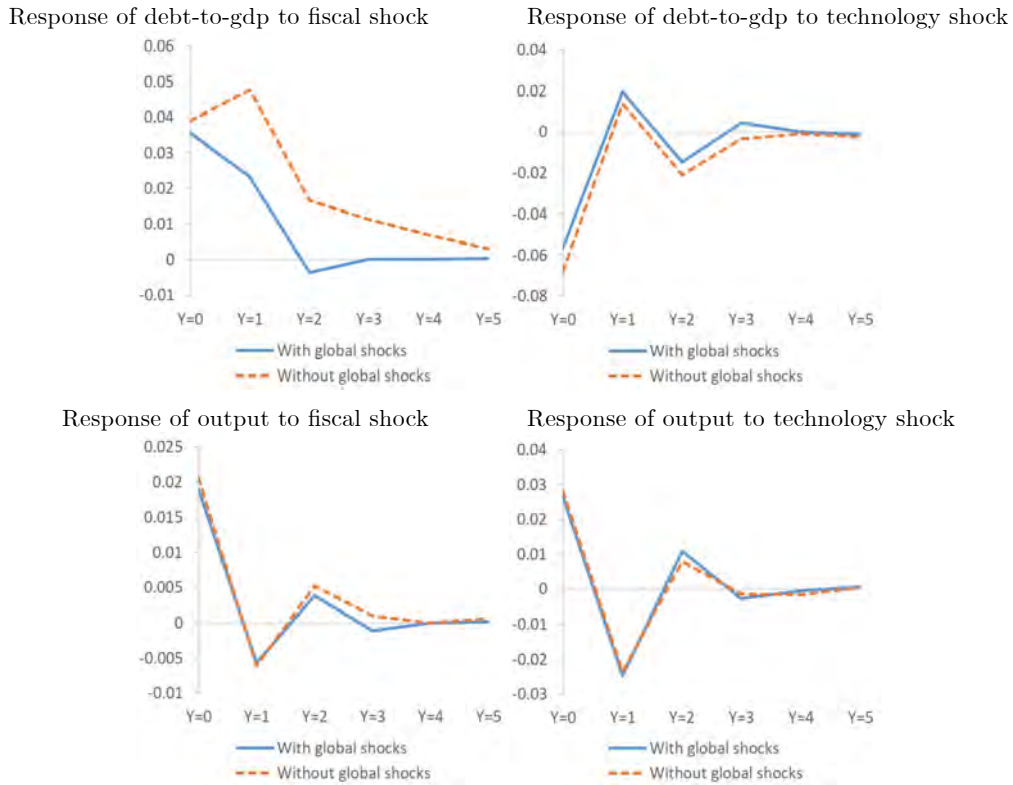 Response of debt-to-gdp to fiscal shock
0.06
0.05
0.04
0.03
0.02
0.01
0
-0.01
Y=0 Y=1 Y=2 Y=3 Y=4 Y=5
With global shocks
Without global shocks
Response of debt-to-gdp to technology shock
0.04
0.02
0
-0.02
-0.04
-0.06
-0.08
Y=0 Y=1 Y=2 Y=3 Y=4 Y=5
With global shocks
Without global shocks
Response of output to fiscal shock
0.025
0.02
0.015
0.01
0.005
0
-0.005
-0.01
Y=0 Y=1 Y=2 Y=3 Y=4 Y=5
With global shocks
Without global shocks
Response of output to technology shock
0.04
0.03
0.02
0.01
0
-0.01
-0.02
-0.03
Y=0 Y=1 Y=2 Y=3 Y=4 Y=5
With global shocks
Without global shocks